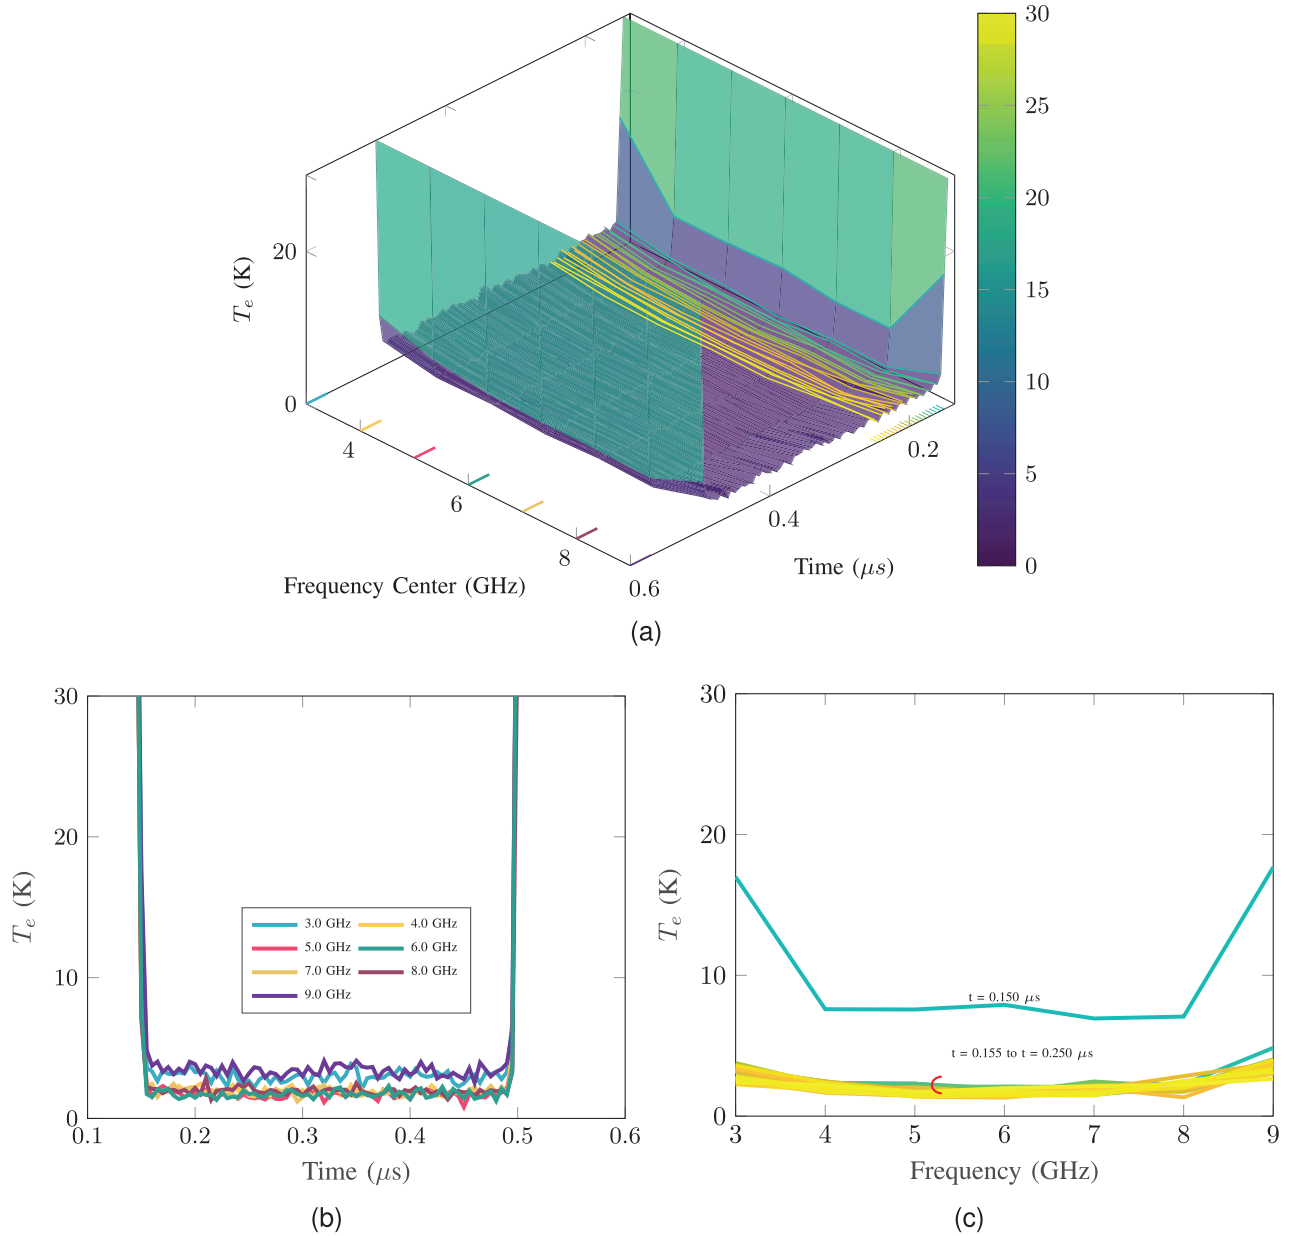 30
25
20
15
10
5
0
20
0
T_e (K)
4
6
8
0.2
0.4
0.6
Frequency Center (GHz)
Time (μs)
(a)
30
20
10
0
T_e (K)
3.0 GHz 4.0 GHz
5.0 GHz 6.0 GHz
7.0 GHz 8.0 GHz
9.0 GHz
0.1 0.2 0.3 0.4 0.5 0.6
Time (μs)
(b)
30
20
10
0
T_e (K)
t = 0.150 μs
t = 0.155 to t = 0.250 μs
3 4 5 6 7 8 9
Frequency (GHz)
(c)